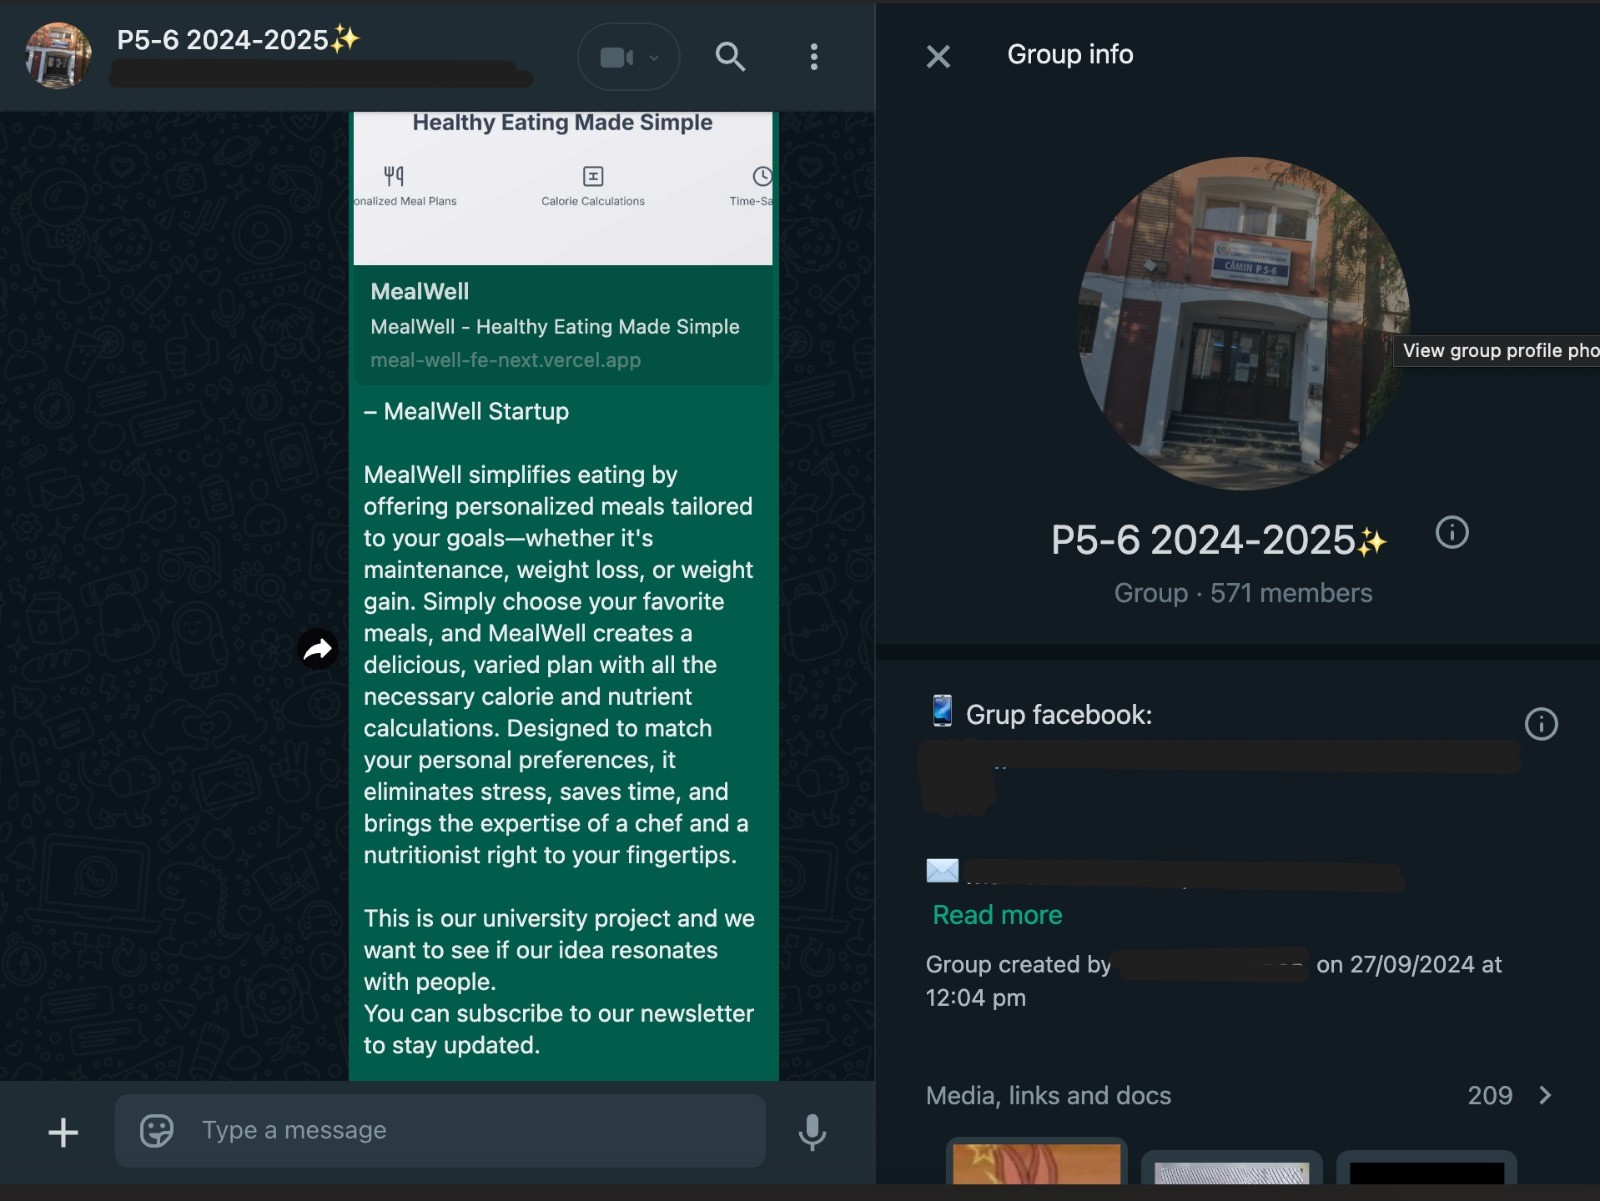 P5-6 2024-2025✨
Healthy Eating Made Simple
onalized Meal Plans
Calorie Calculations
Time-Sa
MealWell
MealWell - Healthy Eating Made Simple
meal-well-fe-next.vercel.app
– MealWell Startup
MealWell simplifies eating by
offering personalized meals tailored
to your goals—whether it's
maintenance, weight loss, or weight
gain. Simply choose your favorite
meals, and MealWell creates a
delicious, varied plan with all the
necessary calorie and nutrient
calculations. Designed to match
your personal preferences, it
eliminates stress, saves time, and
brings the expertise of a chef and a
nutritionist right to your fingertips.
This is our university project and we
want to see if our idea resonates
with people.
You can subscribe to our newsletter
to stay updated.
Type a message
Group info
CĂMIN P 5-6
View group profile pho
P5-6 2024-2025✨
Group · 571 members
📱 Grup facebook:
Read more
Group created by on 27/09/2024 at
12:04 pm
Media, links and docs
209